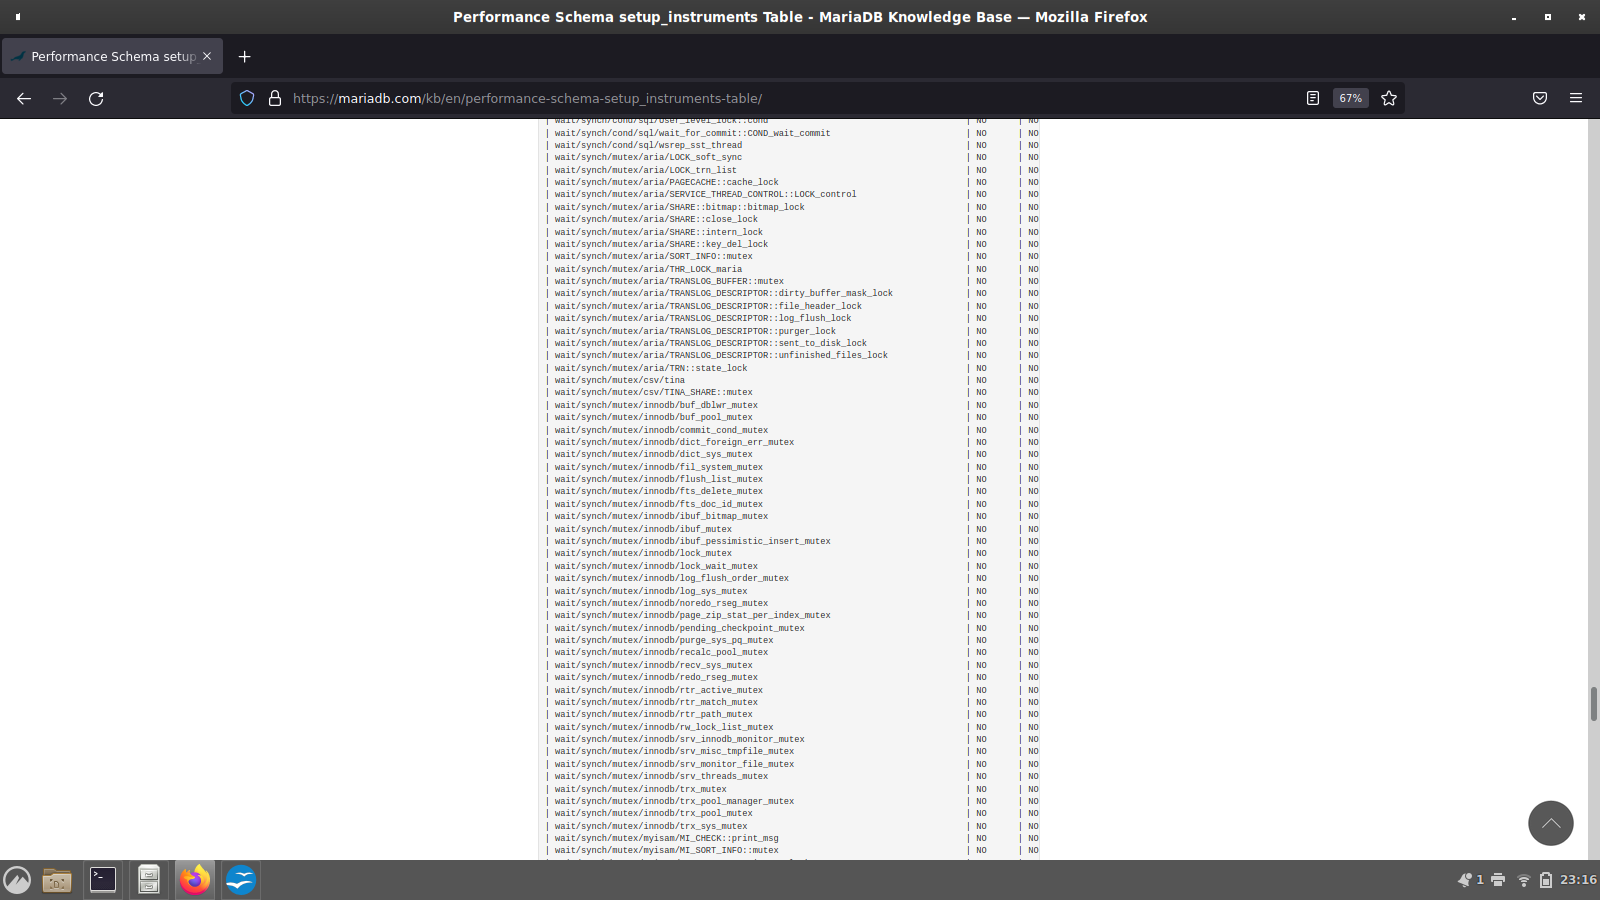 Performance Schema setup_instruments Table - MariaDB Knowledge Base — Mozilla Firefox
Performance Schema setup_
https://mariadb.com/kb/en/performance-schema-setup_instruments-table/
67%
| wait/synch/cond/sql/User_level_lock::cond | NO | NO
| wait/synch/cond/sql/wait_for_commit::COND_wait_commit | NO | NO
| wait/synch/cond/sql/wsrep_sst_thread | NO | NO
| wait/synch/mutex/aria/LOCK_soft_sync | NO | NO
| wait/synch/mutex/aria/LOCK_trn_list | NO | NO
| wait/synch/mutex/aria/PAGECACHE::cache_lock | NO | NO
| wait/synch/mutex/aria/SERVICE_THREAD_CONTROL::LOCK_control | NO | NO
| wait/synch/mutex/aria/SHARE::bitmap::bitmap_lock | NO | NO
| wait/synch/mutex/aria/SHARE::close_lock | NO | NO
| wait/synch/mutex/aria/SHARE::intern_lock | NO | NO
| wait/synch/mutex/aria/SHARE::key_del_lock | NO | NO
| wait/synch/mutex/aria/SORT_INFO::mutex | NO | NO
| wait/synch/mutex/aria/THR_LOCK_maria | NO | NO
| wait/synch/mutex/aria/TRANSLOG_BUFFER::mutex | NO | NO
| wait/synch/mutex/aria/TRANSLOG_DESCRIPTOR::dirty_buffer_mask_lock | NO | NO
| wait/synch/mutex/aria/TRANSLOG_DESCRIPTOR::file_header_lock | NO | NO
| wait/synch/mutex/aria/TRANSLOG_DESCRIPTOR::log_flush_lock | NO | NO
| wait/synch/mutex/aria/TRANSLOG_DESCRIPTOR::purger_lock | NO | NO
| wait/synch/mutex/aria/TRANSLOG_DESCRIPTOR::sent_to_disk_lock | NO | NO
| wait/synch/mutex/aria/TRANSLOG_DESCRIPTOR::unfinished_files_lock | NO | NO
| wait/synch/mutex/aria/TRN::state_lock | NO | NO
| wait/synch/mutex/csv/tina | NO | NO
| wait/synch/mutex/csv/TINA_SHARE::mutex | NO | NO
| wait/synch/mutex/innodb/buf_dblwr_mutex | NO | NO
| wait/synch/mutex/innodb/buf_pool_mutex | NO | NO
| wait/synch/mutex/innodb/commit_cond_mutex | NO | NO
| wait/synch/mutex/innodb/dict_foreign_err_mutex | NO | NO
| wait/synch/mutex/innodb/dict_sys_mutex | NO | NO
| wait/synch/mutex/innodb/fil_system_mutex | NO | NO
| wait/synch/mutex/innodb/flush_list_mutex | NO | NO
| wait/synch/mutex/innodb/fts_delete_mutex | NO | NO
| wait/synch/mutex/innodb/fts_doc_id_mutex | NO | NO
| wait/synch/mutex/innodb/ibuf_bitmap_mutex | NO | NO
| wait/synch/mutex/innodb/ibuf_mutex | NO | NO
| wait/synch/mutex/innodb/ibuf_pessimistic_insert_mutex | NO | NO
| wait/synch/mutex/innodb/lock_mutex | NO | NO
| wait/synch/mutex/innodb/lock_wait_mutex | NO | NO
| wait/synch/mutex/innodb/log_flush_order_mutex | NO | NO
| wait/synch/mutex/innodb/log_sys_mutex | NO | NO
| wait/synch/mutex/innodb/noredo_rseg_mutex | NO | NO
| wait/synch/mutex/innodb/page_zip_stat_per_index_mutex | NO | NO
| wait/synch/mutex/innodb/pending_checkpoint_mutex | NO | NO
| wait/synch/mutex/innodb/purge_sys_pq_mutex | NO | NO
| wait/synch/mutex/innodb/recalc_pool_mutex | NO | NO
| wait/synch/mutex/innodb/recv_sys_mutex | NO | NO
| wait/synch/mutex/innodb/redo_rseg_mutex | NO | NO
| wait/synch/mutex/innodb/rtr_active_mutex | NO | NO
| wait/synch/mutex/innodb/rtr_match_mutex | NO | NO
| wait/synch/mutex/innodb/rtr_path_mutex | NO | NO
| wait/synch/mutex/innodb/rw_lock_list_mutex | NO | NO
| wait/synch/mutex/innodb/srv_innodb_monitor_mutex | NO | NO
| wait/synch/mutex/innodb/srv_misc_tmpfile_mutex | NO | NO
| wait/synch/mutex/innodb/srv_monitor_file_mutex | NO | NO
| wait/synch/mutex/innodb/srv_threads_mutex | NO | NO
| wait/synch/mutex/innodb/trx_mutex | NO | NO
| wait/synch/mutex/innodb/trx_pool_manager_mutex | NO | NO
| wait/synch/mutex/innodb/trx_pool_mutex | NO | NO
| wait/synch/mutex/innodb/trx_sys_mutex | NO | NO
| wait/synch/mutex/myisam/MI_CHECK::print_msg | NO | NO
| wait/synch/mutex/myisam/MI_SORT_INFO::mutex | NO | NO
1
23:16